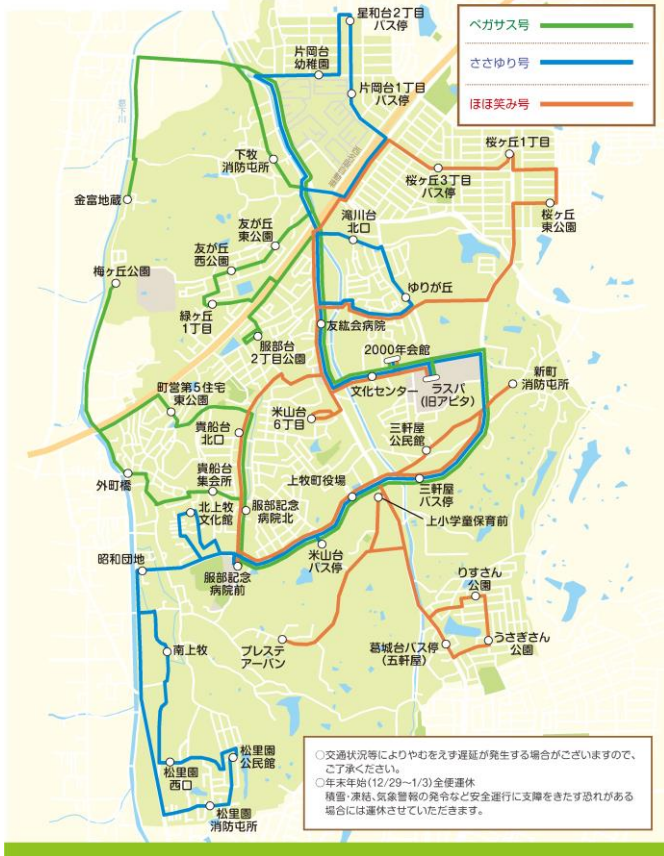 ペガサス号
ささゆり号
ほほ笑み号
星和台2丁目
バス停
片岡台
幼稚園
片岡台1丁目
バス停
桜ヶ丘1丁目
下牧
消防屯所
桜ヶ丘3丁目
バス停
金富地蔵
友が丘
東公園
滝川台
北口
桜ヶ丘
東公園
友が丘
西公園
梅ヶ丘公園
ゆりが丘
緑ヶ丘
1丁目
友紘会病院
服部台
2丁目公園
2000年会館
新町
消防屯所
町営第5住宅
東公園
文化センター
ラスパ
(旧アピタ)
貴船台
北口
米山台
6丁目
三軒屋
公民館
外町橋
貴船台
集会所
上牧町役場
三軒屋
バス停
北上牧
文化館
服部記念
病院北
上小学童保育前
昭和団地
米山台
バス停
服部記念
病院前
りすさん
公園
南上牧
プレステ
アーバン
葛城台バス停
(五軒屋)
うさぎさん
公園
松里園
公民館
松里園
西口
松里園
消防屯所
○交通状況等によりやむをえず遅延が発生する場合がございますので、
ご了承ください。
○年末年始(12/29~1/3)全便運休
積雪・凍結、気象警報の発令など安全運行に支障をきたす恐れがある
場合には運休させていただきます。